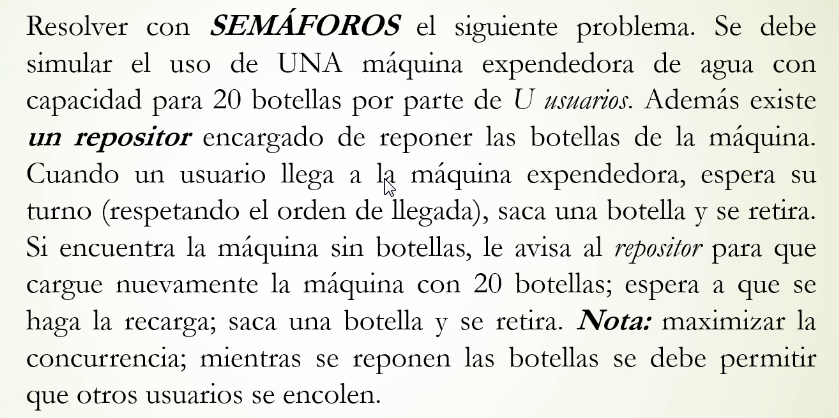 Resolver con SEMÁFOROS el siguiente problema. Se debe
simular el uso de UNA máquina expendedora de agua con
capacidad para 20 botellas por parte de U usuarios. Además existe
un repositor encargado de reponer las botellas de la máquina.
Cuando un usuario llega a la máquina expendedora, espera su
turno (respetando el orden de llegada), saca una botella y se retira.
Si encuentra la máquina sin botellas, le avisa al repositor para que
cargue nuevamente la máquina con 20 botellas; espera a que se
haga la recarga; saca una botella y se retira. Nota: maximizar la
concurrencia; mientras se reponen las botellas se debe permitir
que otros usuarios se encolen.